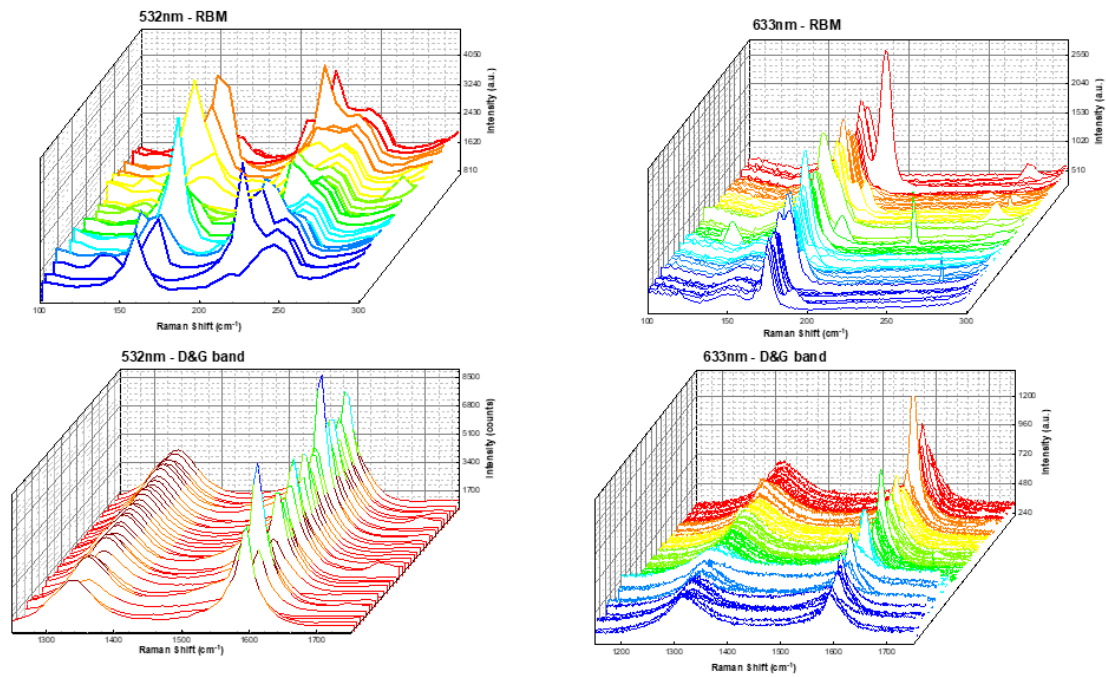 532nm - RBM
4050
3240
2430
1620
810
Intensity (a.u.)
100 150 200 250 300
Raman Shift (cm⁻¹)
633nm - RBM
2550
2040
1530
1020
510
Intensity (a.u.)
100 150 200 250 300
Raman Shift (cm⁻¹)
532nm - D&G band
8500
6800
5100
3400
1700
Intensity (counts)
1300 1400 1500 1600 1700
Raman Shift (cm⁻¹)
633nm - D&G band
1200
960
720
480
240
Intensity (a.u.)
1200 1300 1400 1500 1600 1700
Raman Shift (cm⁻¹)